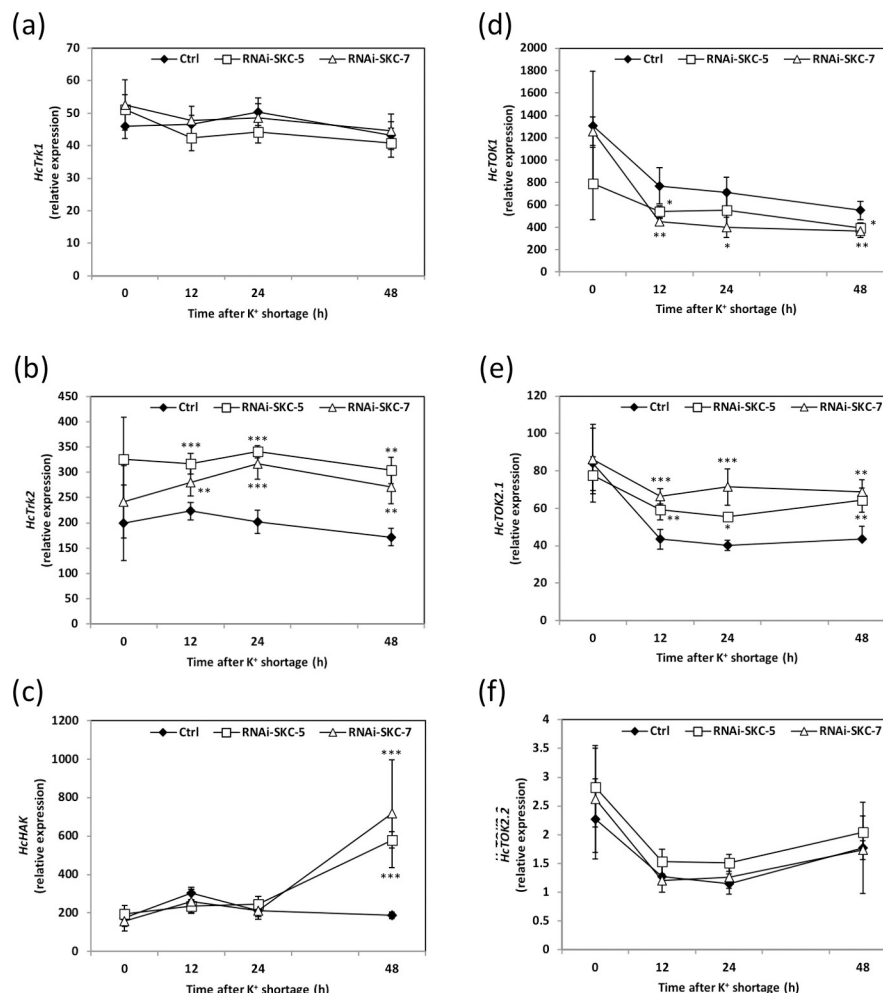 (a)
70
60
50
40
30
20
10
0
Ctrl RNAi-SKC-5 RNAi-SKC-7
HcTrk1
(relative expression)
0 12 24 48
Time after K⁺ shortage (h)
(b)
450
400
350
300
250
200
150
100
50
0
Ctrl RNAi-SKC-5 RNAi-SKC-7
*** *** **
** *** **
HcTrk2
(relative expression)
0 12 24 48
Time after K⁺ shortage (h)
(c)
1200
1000
800
600
400
200
0
Ctrl RNAi-SKC-5 RNAi-SKC-7
***
***
HcHAK
(relative expression)
0 12 24 48
Time after K⁺ shortage (h)
(d)
2000
1800
1600
1400
1200
1000
800
600
400
200
0
Ctrl RNAi-SKC-5 RNAi-SKC-7
* *
** * **
HcTOK1
(relative expression)
0 12 24 48
Time after K⁺ shortage (h)
(e)
120
100
80
60
40
20
0
Ctrl RNAi-SKC-5 RNAi-SKC-7
*** *** **
** * **
HcTOK2.1
(relative expression)
0 12 24 48
Time after K⁺ shortage (h)
(f)
4
3.5
3
2.5
2
1.5
1
0.5
0
Ctrl RNAi-SKC-5 RNAi-SKC-7
HcTOK2.2
(relative expression)
0 12 24 48
Time after K⁺ shortage (h)